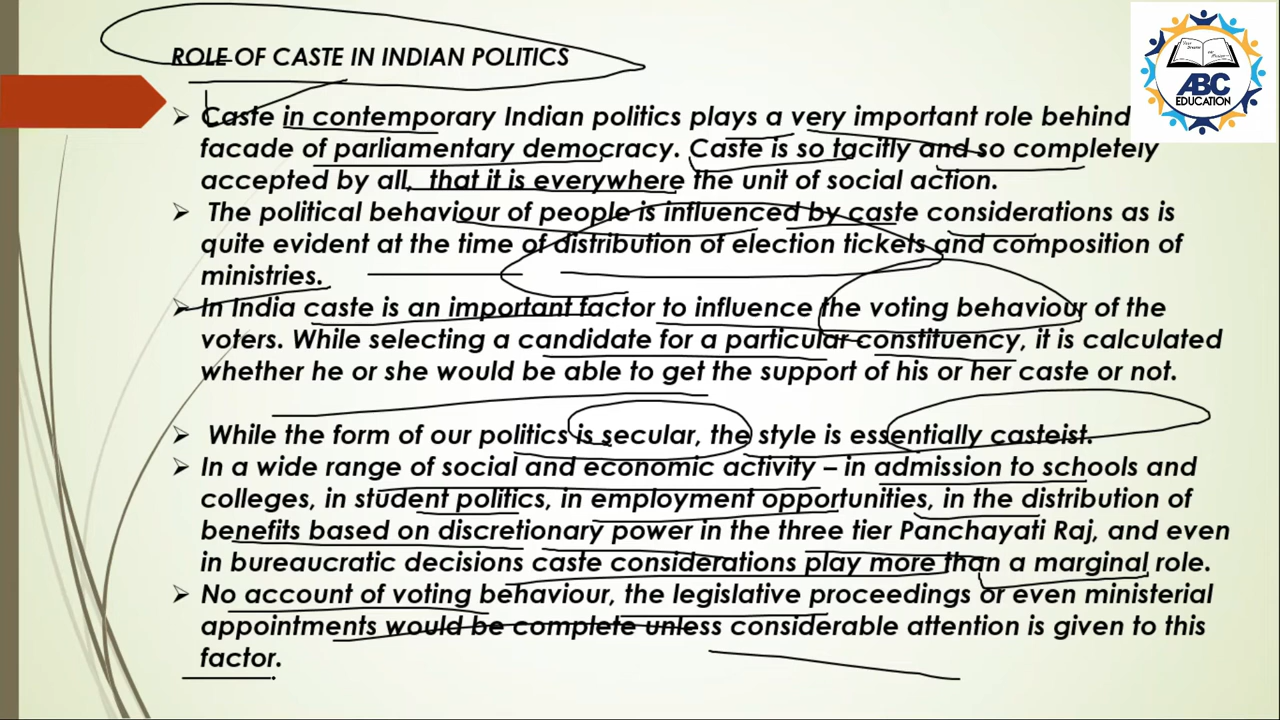 ROLE OF CASTE IN INDIAN POLITICS
ABC
EDUCATION
➢ Caste in contemporary Indian politics plays a very important role behind
facade of parliamentary democracy. Caste is so tacitly and so completely
accepted by all, that it is everywhere the unit of social action.
➢ The political behaviour of people is influenced by caste considerations as is
quite evident at the time of distribution of election tickets and composition of
ministries.
➢ In India caste is an important factor to influence the voting behaviour of the
voters. While selecting a candidate for a particular constituency, it is calculated
whether he or she would be able to get the support of his or her caste or not.
➢ While the form of our politics is secular, the style is essentially casteist.
➢ In a wide range of social and economic activity – in admission to schools and
colleges, in student politics, in employment opportunities, in the distribution of
benefits based on discretionary power in the three tier Panchayati Raj, and even
in bureaucratic decisions caste considerations play more than a marginal role.
➢ No account of voting behaviour, the legislative proceedings or even ministerial
appointments would be complete unless considerable attention is given to this
factor.